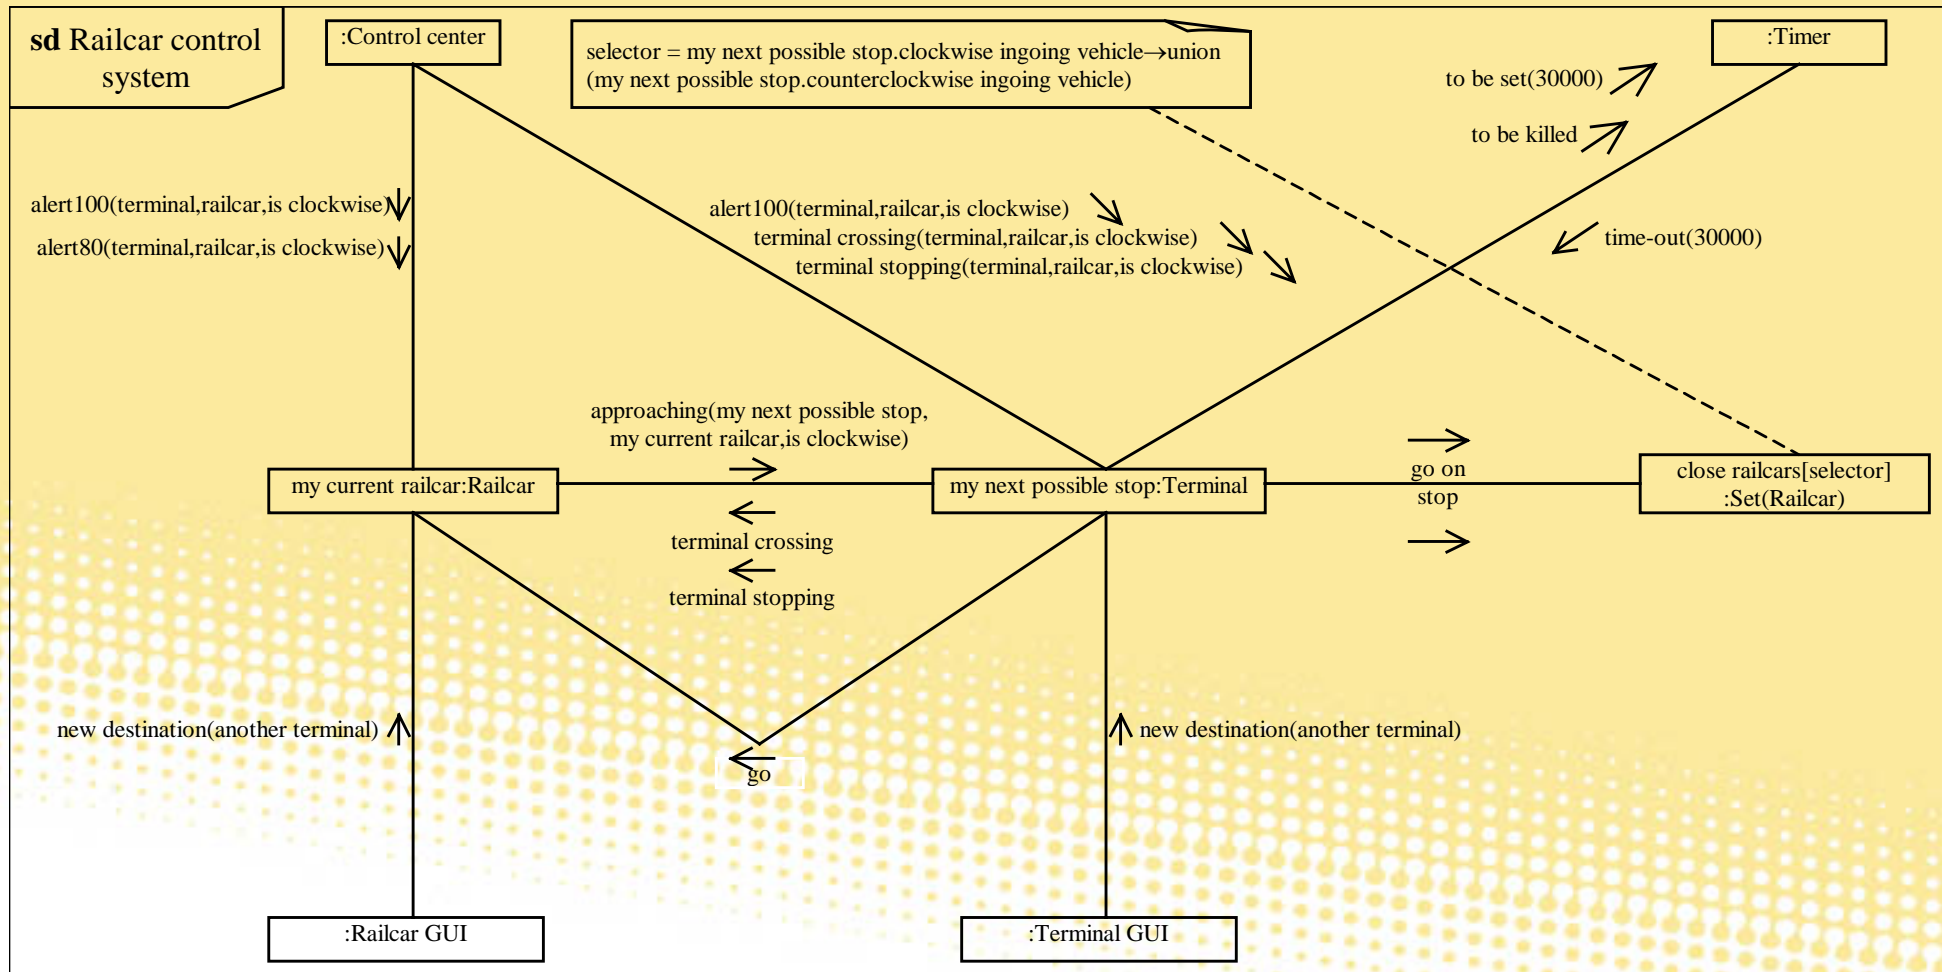 sd Railcar control
system
:Control center
selector = my next possible stop.clockwise ingoing vehicle→union
(my next possible stop.counterclockwise ingoing vehicle)
:Timer
to be set(30000)
to be killed
alert100(terminal,railcar,is clockwise)
alert80(terminal,railcar,is clockwise)
alert100(terminal,railcar,is clockwise)
terminal crossing(terminal,railcar,is clockwise)
terminal stopping(terminal,railcar,is clockwise)
time-out(30000)
approaching(my next possible stop,
my current railcar,is clockwise)
my current railcar:Railcar
my next possible stop:Terminal
go on
stop
close railcars[selector]
:Set(Railcar)
terminal crossing
terminal stopping
new destination(another terminal)
go
new destination(another terminal)
:Railcar GUI
:Terminal GUI